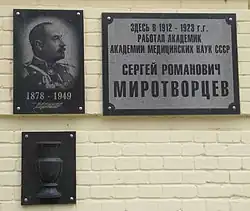 1878 - 1949
ЗДЕСЬ В 1912 - 1923 г.г.
РАБОТАЛ АКАДЕМИК
АКАДЕМИИ МЕДИЦИНСКИХ НАУК СССР
СЕРГЕЙ РОМАНОВИЧ
МИРОТВОРЦЕВ